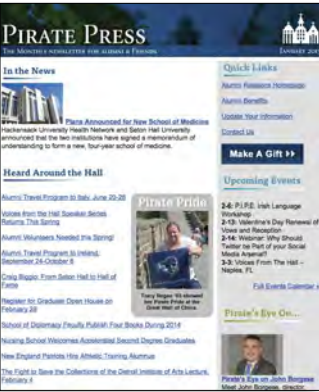 PIRATE PRESS
THE MONTHLY NEWSLETTER FOR ALUMNI & FRIENDS
JANUARY 201
In the News
Plans Announced for New School of Medicine
Hackensack University Health Network and Seton Hall University
announced that the two institutions have signed a memorandum of
understanding to form a new, four-year school of medicine.
Heard Around the Hall
Alumni Travel Program to Italy, June 20-28
Voices from the Hall Speaker Series
Returns This Spring
Alumni Volunteers Needed this Spring!
Alumni Travel Program to Ireland,
September 24-October 6
Craig Biggio: From Seton Hall to Hall of
Fame
Register for Graduate Open House on
February 28
School of Diplomacy Faculty Publish Four Books During 2014
Nursing School Welcomes Accelerated Second Degree Graduates
New England Patriots Hire Athletic Training Alumnus
The Fight to Save the Collections of the Detroit Institute of Arts Lecture,
February 4
Pirate Pride
Tracy Nogan '03 showed
her Pirate Pride at the
Great Wall of China.
Quick Links
Alumni Relations Homepage
Alumni Benefits
Update Your Information
Contact Us
Make A Gift ››
Upcoming Events
2-6: P.I.P.E. Irish Language
Workshop
2-13: Valentine's Day Renewal of
Vows and Reception
2-14: Webinar: Why Should
Twitter be Part of your Social
Media Arsenal?
3-3: Voices From The Hall –
Naples, FL
Full Events Calendar
Pirate's Eye On...
Pirate's Eye on John Borgese
Meet John Borgese, director,